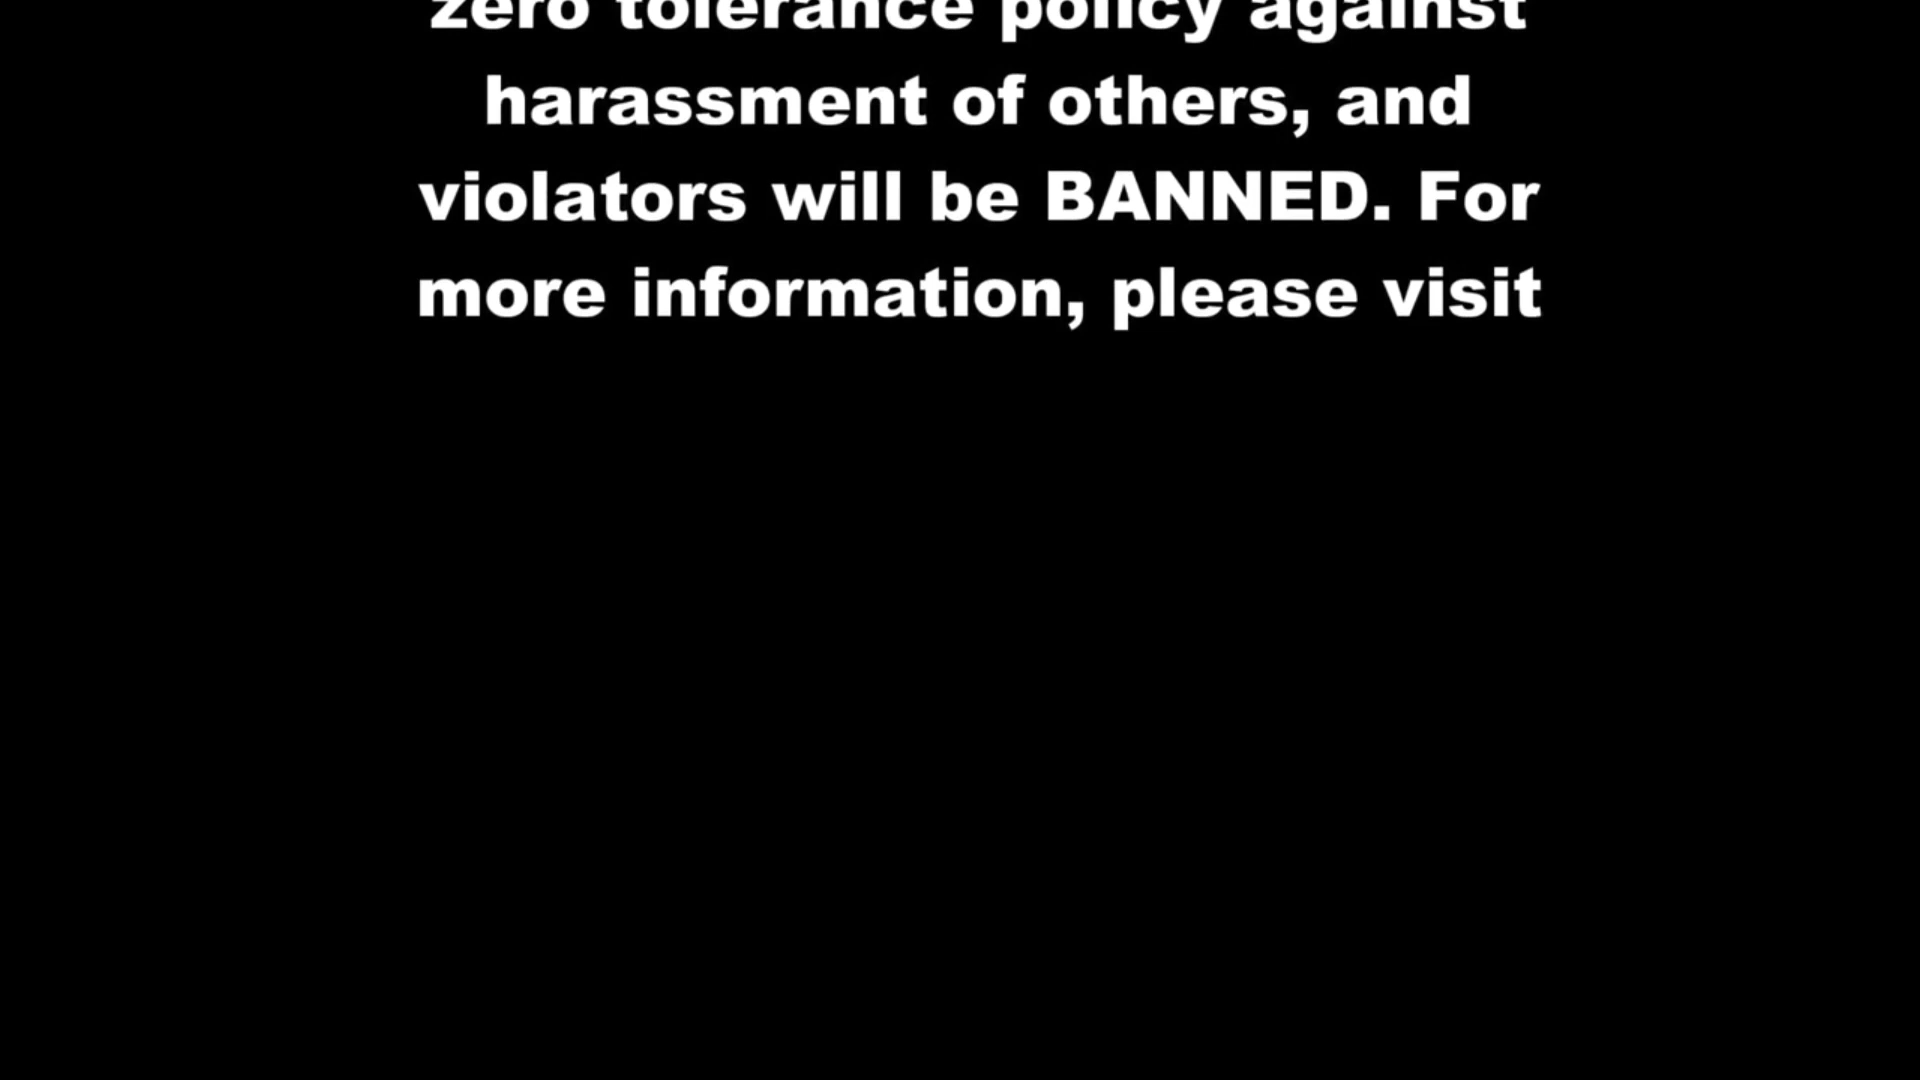 zero tolerance policy against
harassment of others, and
violators will be BANNED. For
more information, please visit